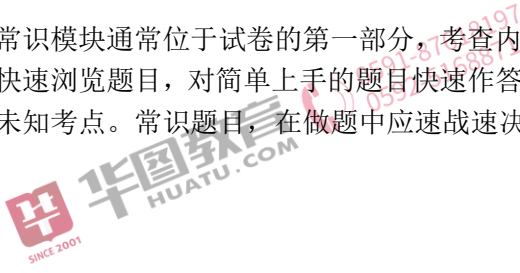 常识模块通常位于试卷的第一部分，考查内
快速浏览题目，对简单上手的题目快速作答
未知考点。常识题目，在做题中应速战速决
华图教育
HUATU.COM
SINCE 2001